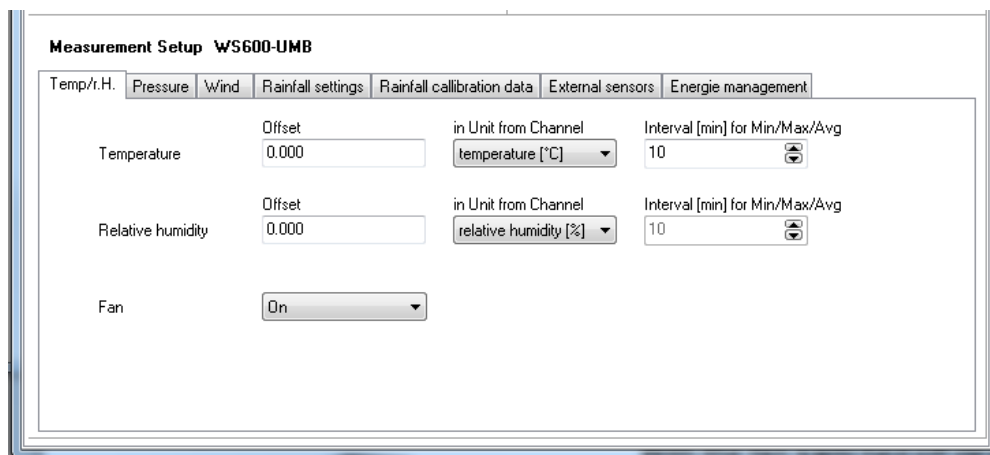 Measurement Setup WS600-UMB
Temp/r.H. Pressure Wind Rainfall settings Rainfall callibration data External sensors Energie management
Offset in Unit from Channel Interval [min] for Min/Max/Avg
Temperature 0.000 temperature [°C] 10
Offset in Unit from Channel Interval [min] for Min/Max/Avg
Relative humidity 0.000 relative humidity [%] 10
Fan On